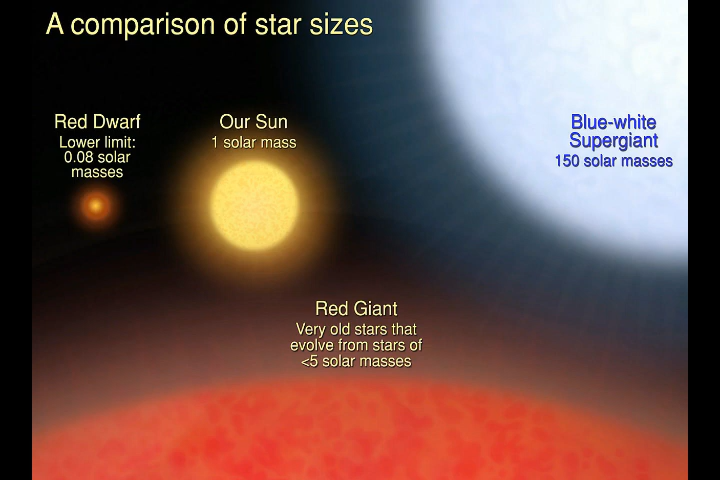 A comparison of star sizes
Red Dwarf
Lower limit:
0.08 solar
masses
Our Sun
1 solar mass
Blue-white
Supergiant
150 solar masses
Red Giant
Very old stars that
evolve from stars of
<5 solar masses